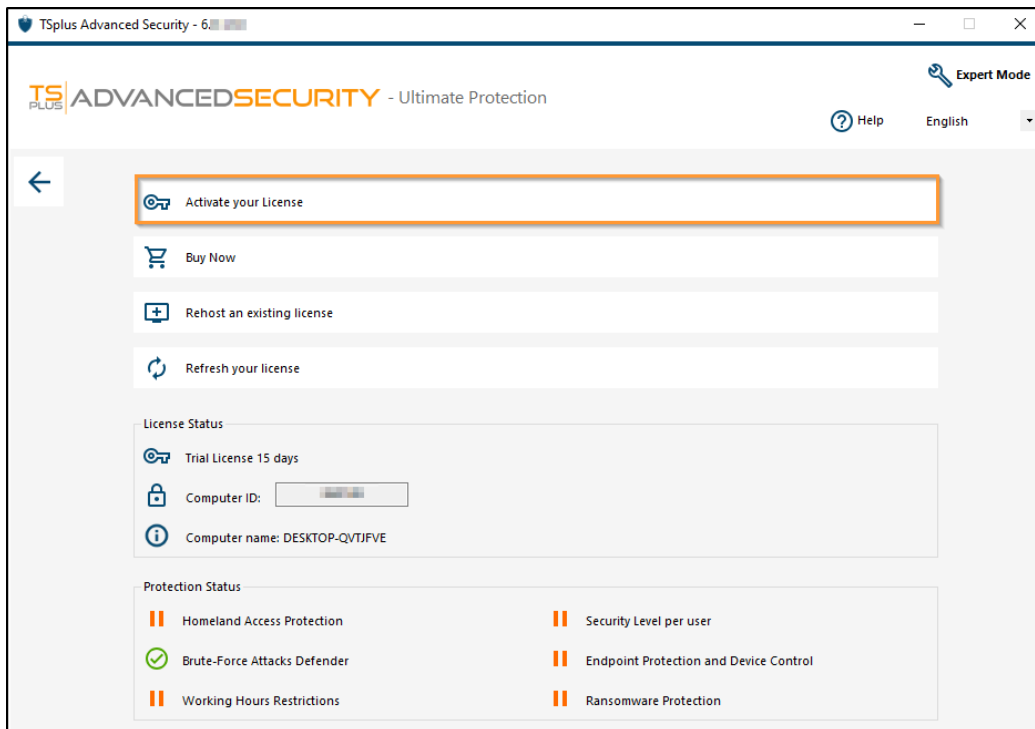 TSplus Advanced Security - 6.
Expert Mode
TS PLUS ADVANCEDSECURITY - Ultimate Protection
Help English
Activate your License
Buy Now
Rehost an existing license
Refresh your license
License Status
Trial License 15 days
Computer ID:
Computer name: DESKTOP-QVTJFVE
Protection Status
Homeland Access Protection Security Level per user
Brute-Force Attacks Defender Endpoint Protection and Device Control
Working Hours Restrictions Ransomware Protection